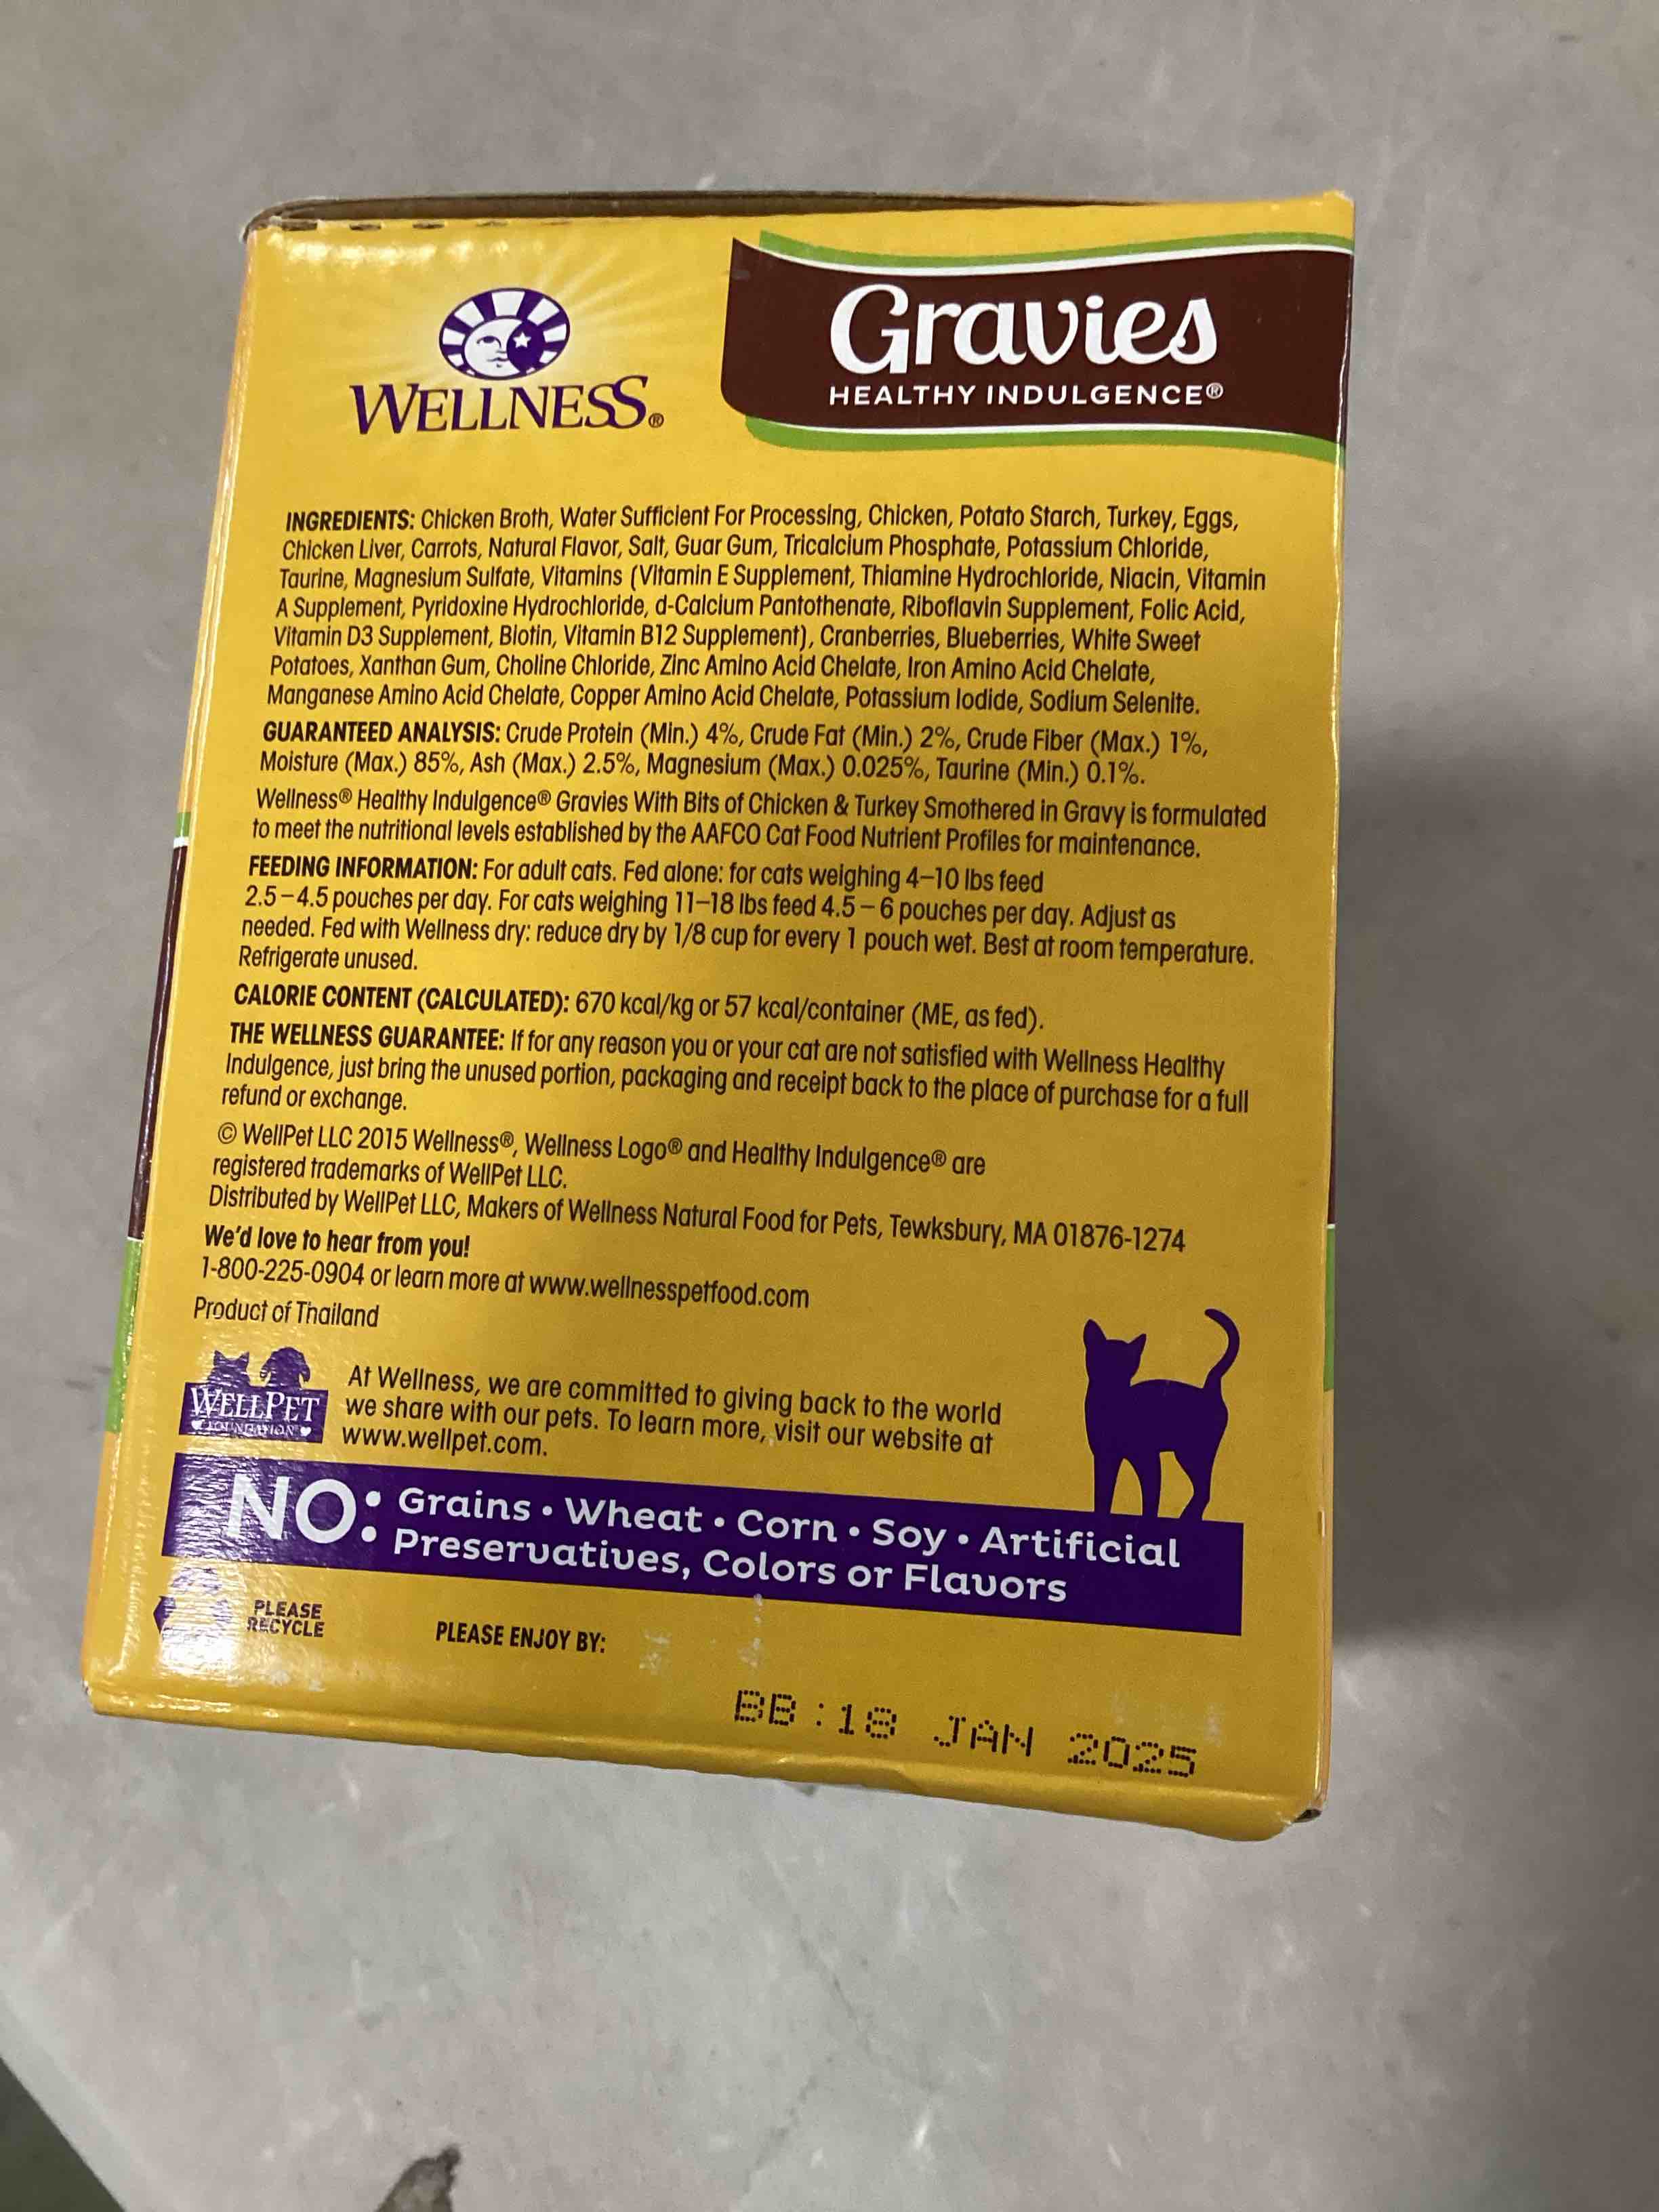 WELLNESS®
Gravies
HEALTHY INDULGENCE®
INGREDIENTS: Chicken Broth, Water Sufficient For Processing, Chicken, Potato Starch, Turkey, Eggs,
Chicken Liver, Carrots, Natural Flavor, Salt, Guar Gum, Tricalcium Phosphate, Potassium Chloride,
Taurine, Magnesium Sulfate, Vitamins (Vitamin E Supplement, Thiamine Hydrochloride, Niacin, Vitamin
A Supplement, Pyridoxine Hydrochloride, d-Calcium Pantothenate, Riboflavin Supplement, Folic Acid,
Vitamin D3 Supplement, Biotin, Vitamin B12 Supplement), Cranberries, Blueberries, White Sweet
Potatoes, Xanthan Gum, Choline Chloride, Zinc Amino Acid Chelate, Iron Amino Acid Chelate,
Manganese Amino Acid Chelate, Copper Amino Acid Chelate, Potassium Iodide, Sodium Selenite.
GUARANTEED ANALYSIS: Crude Protein (Min.) 4%, Crude Fat (Min.) 2%, Crude Fiber (Max.) 1%,
Moisture (Max.) 85%, Ash (Max.) 2.5%, Magnesium (Max.) 0.025%, Taurine (Min.) 0.1%.
Wellness® Healthy Indulgence® Gravies With Bits of Chicken & Turkey Smothered in Gravy is formulated
to meet the nutritional levels established by the AAFCO Cat Food Nutrient Profiles for maintenance.
FEEDING INFORMATION: For adult cats. Fed alone: for cats weighing 4–10 lbs feed
2.5–4.5 pouches per day. For cats weighing 11–18 lbs feed 4.5–6 pouches per day. Adjust as
needed. Fed with Wellness dry: reduce dry by 1/8 cup for every 1 pouch wet. Best at room temperature.
Refrigerate unused.
CALORIE CONTENT (CALCULATED): 670 kcal/kg or 57 kcal/container (ME, as fed).
THE WELLNESS GUARANTEE: If for any reason you or your cat are not satisfied with Wellness Healthy
Indulgence, just bring the unused portion, packaging and receipt back to the place of purchase for a full
refund or exchange.
© WellPet LLC 2015 Wellness®, Wellness Logo® and Healthy Indulgence® are
registered trademarks of WellPet LLC.
Distributed by WellPet LLC, Makers of Wellness Natural Food for Pets, Tewksbury, MA 01876-1274
We'd love to hear from you!
1-800-225-0904 or learn more at www.wellnesspetfood.com
Product of Thailand
WELLPET
FOUNDATION
At Wellness, we are committed to giving back to the world
we share with our pets. To learn more, visit our website at
www.wellpet.com.
NO: Grains • Wheat • Corn • Soy • Artificial
Preservatives, Colors or Flavors
PLEASE
RECYCLE
PLEASE ENJOY BY:
BB:18 JAN 2025